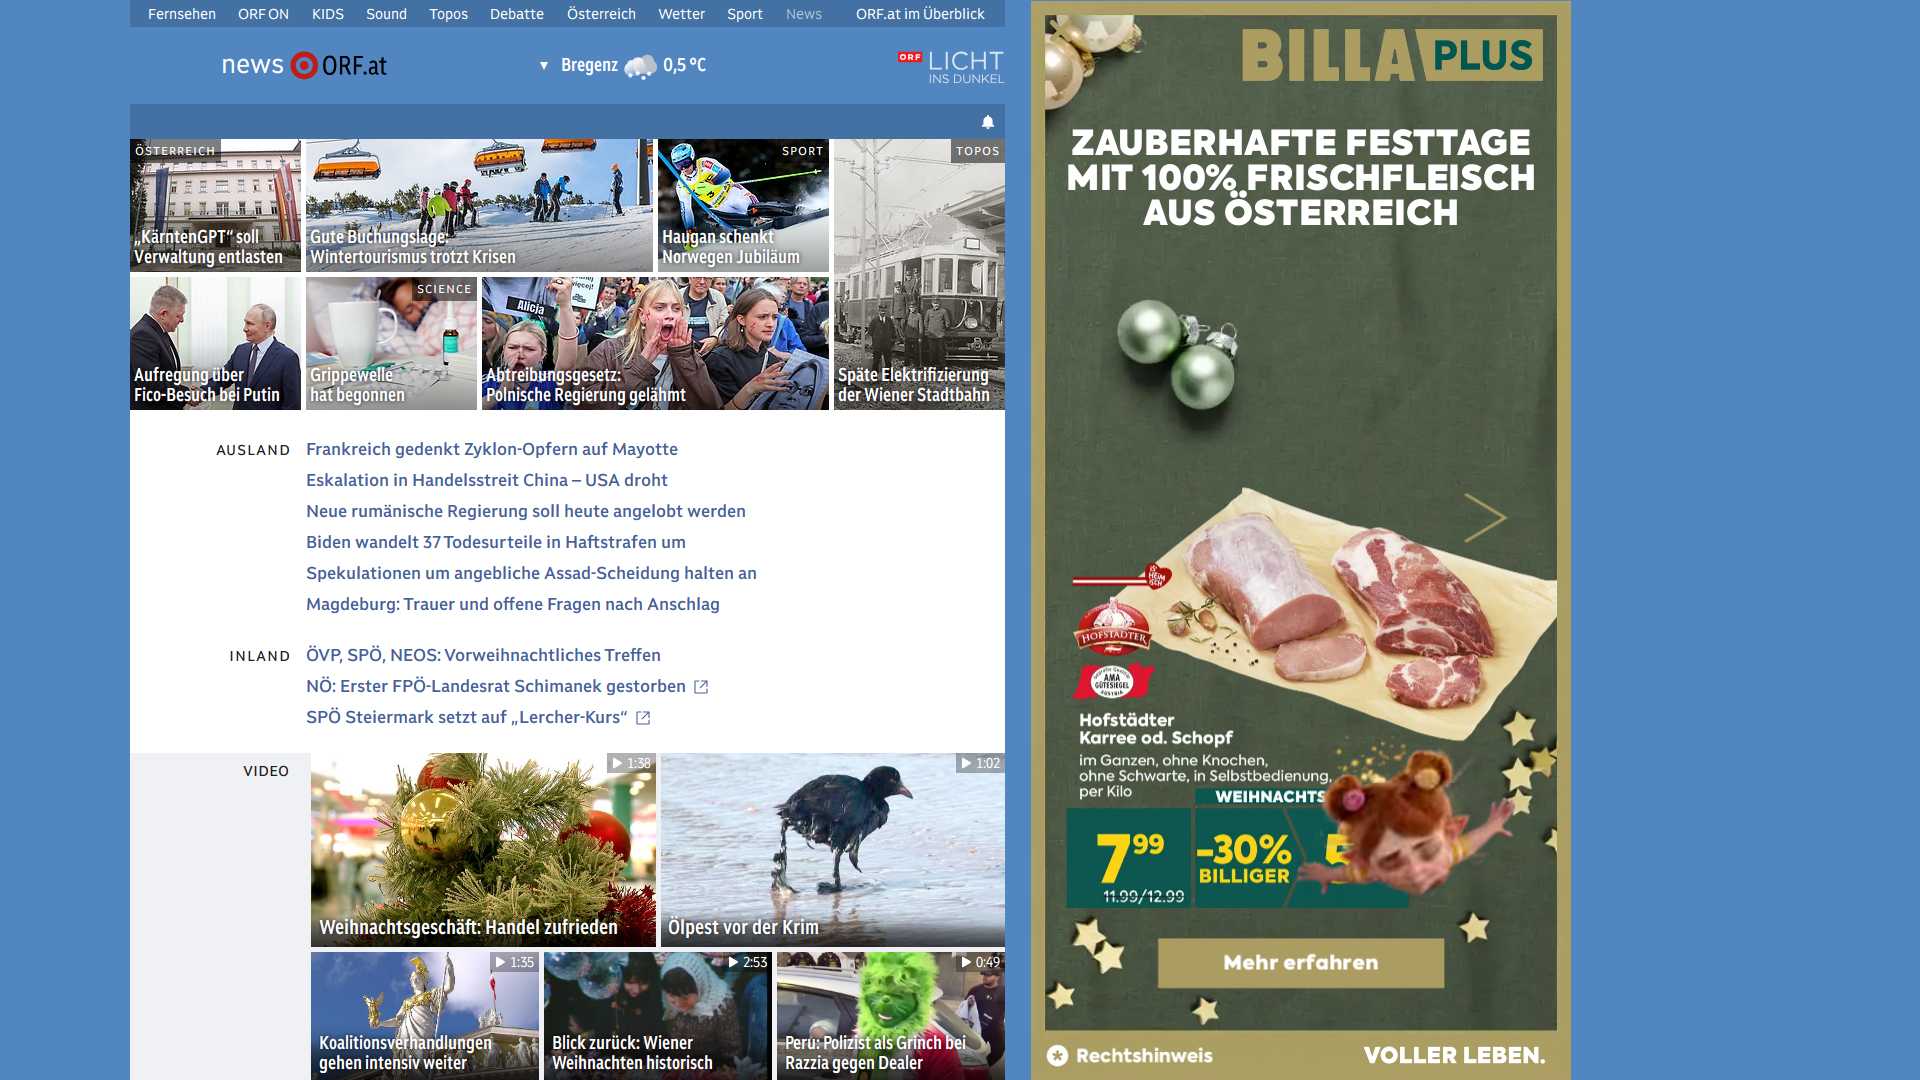 Fernsehen ORF ON KIDS Sound Topos Debatte Österreich Wetter Sport News ORF.at im Überblick
news ORF.at
Bregenz 0,5 °C
ORF LICHT
INS DUNKEL
ÖSTERREICH
„KärntenGPT“ soll
Verwaltung entlasten
Gute Buchungslage:
Wintertourismus trotzt Krisen
SPORT
Haugan schenkt
Norwegen Jubiläum
TOPOS
Späte Elektrifizierung
der Wiener Stadtbahn
Aufregung über
Fico-Besuch bei Putin
SCIENCE
Grippewelle
hat begonnen
Alicja
więcej!
Abtreibungsgesetz:
Polnische Regierung gelähmt
AUSLAND
Frankreich gedenkt Zyklon-Opfern auf Mayotte
Eskalation in Handelsstreit China – USA droht
Neue rumänische Regierung soll heute angelobt werden
Biden wandelt 37 Todesurteile in Haftstrafen um
Spekulationen um angebliche Assad-Scheidung halten an
Magdeburg: Trauer und offene Fragen nach Anschlag
INLAND
ÖVP, SPÖ, NEOS: Vorweihnachtliches Treffen
NÖ: Erster FPÖ-Landesrat Schimanek gestorben
SPÖ Steiermark setzt auf „Lercher-Kurs“
VIDEO
1:38
Weihnachtsgeschäft: Handel zufrieden
1:02
Ölpest vor der Krim
1:35
Koalitionsverhandlungen
gehen intensiv weiter
2:53
Blick zurück: Wiener
Weihnachten historisch
0:49
Peru: Polizist als Grinch bei
Razzia gegen Dealer
BILLA PLUS
ZAUBERHAFTE FESTTAGE
MIT 100% FRISCHFLEISCH
AUS ÖSTERREICH
IS' HEIMISCH
HOFSTÄDTER
AMA
GÜTESIEGEL
AUSTRIA
Hofstädter
Karree od. Schopf
im Ganzen, ohne Knochen,
ohne Schwarte, in Selbstbedienung,
per Kilo
WEIHNACHTS
7 99
11.99/12.99
-30%
BILLIGER
Mehr erfahren
Rechtshinweis
VOLLER LEBEN.